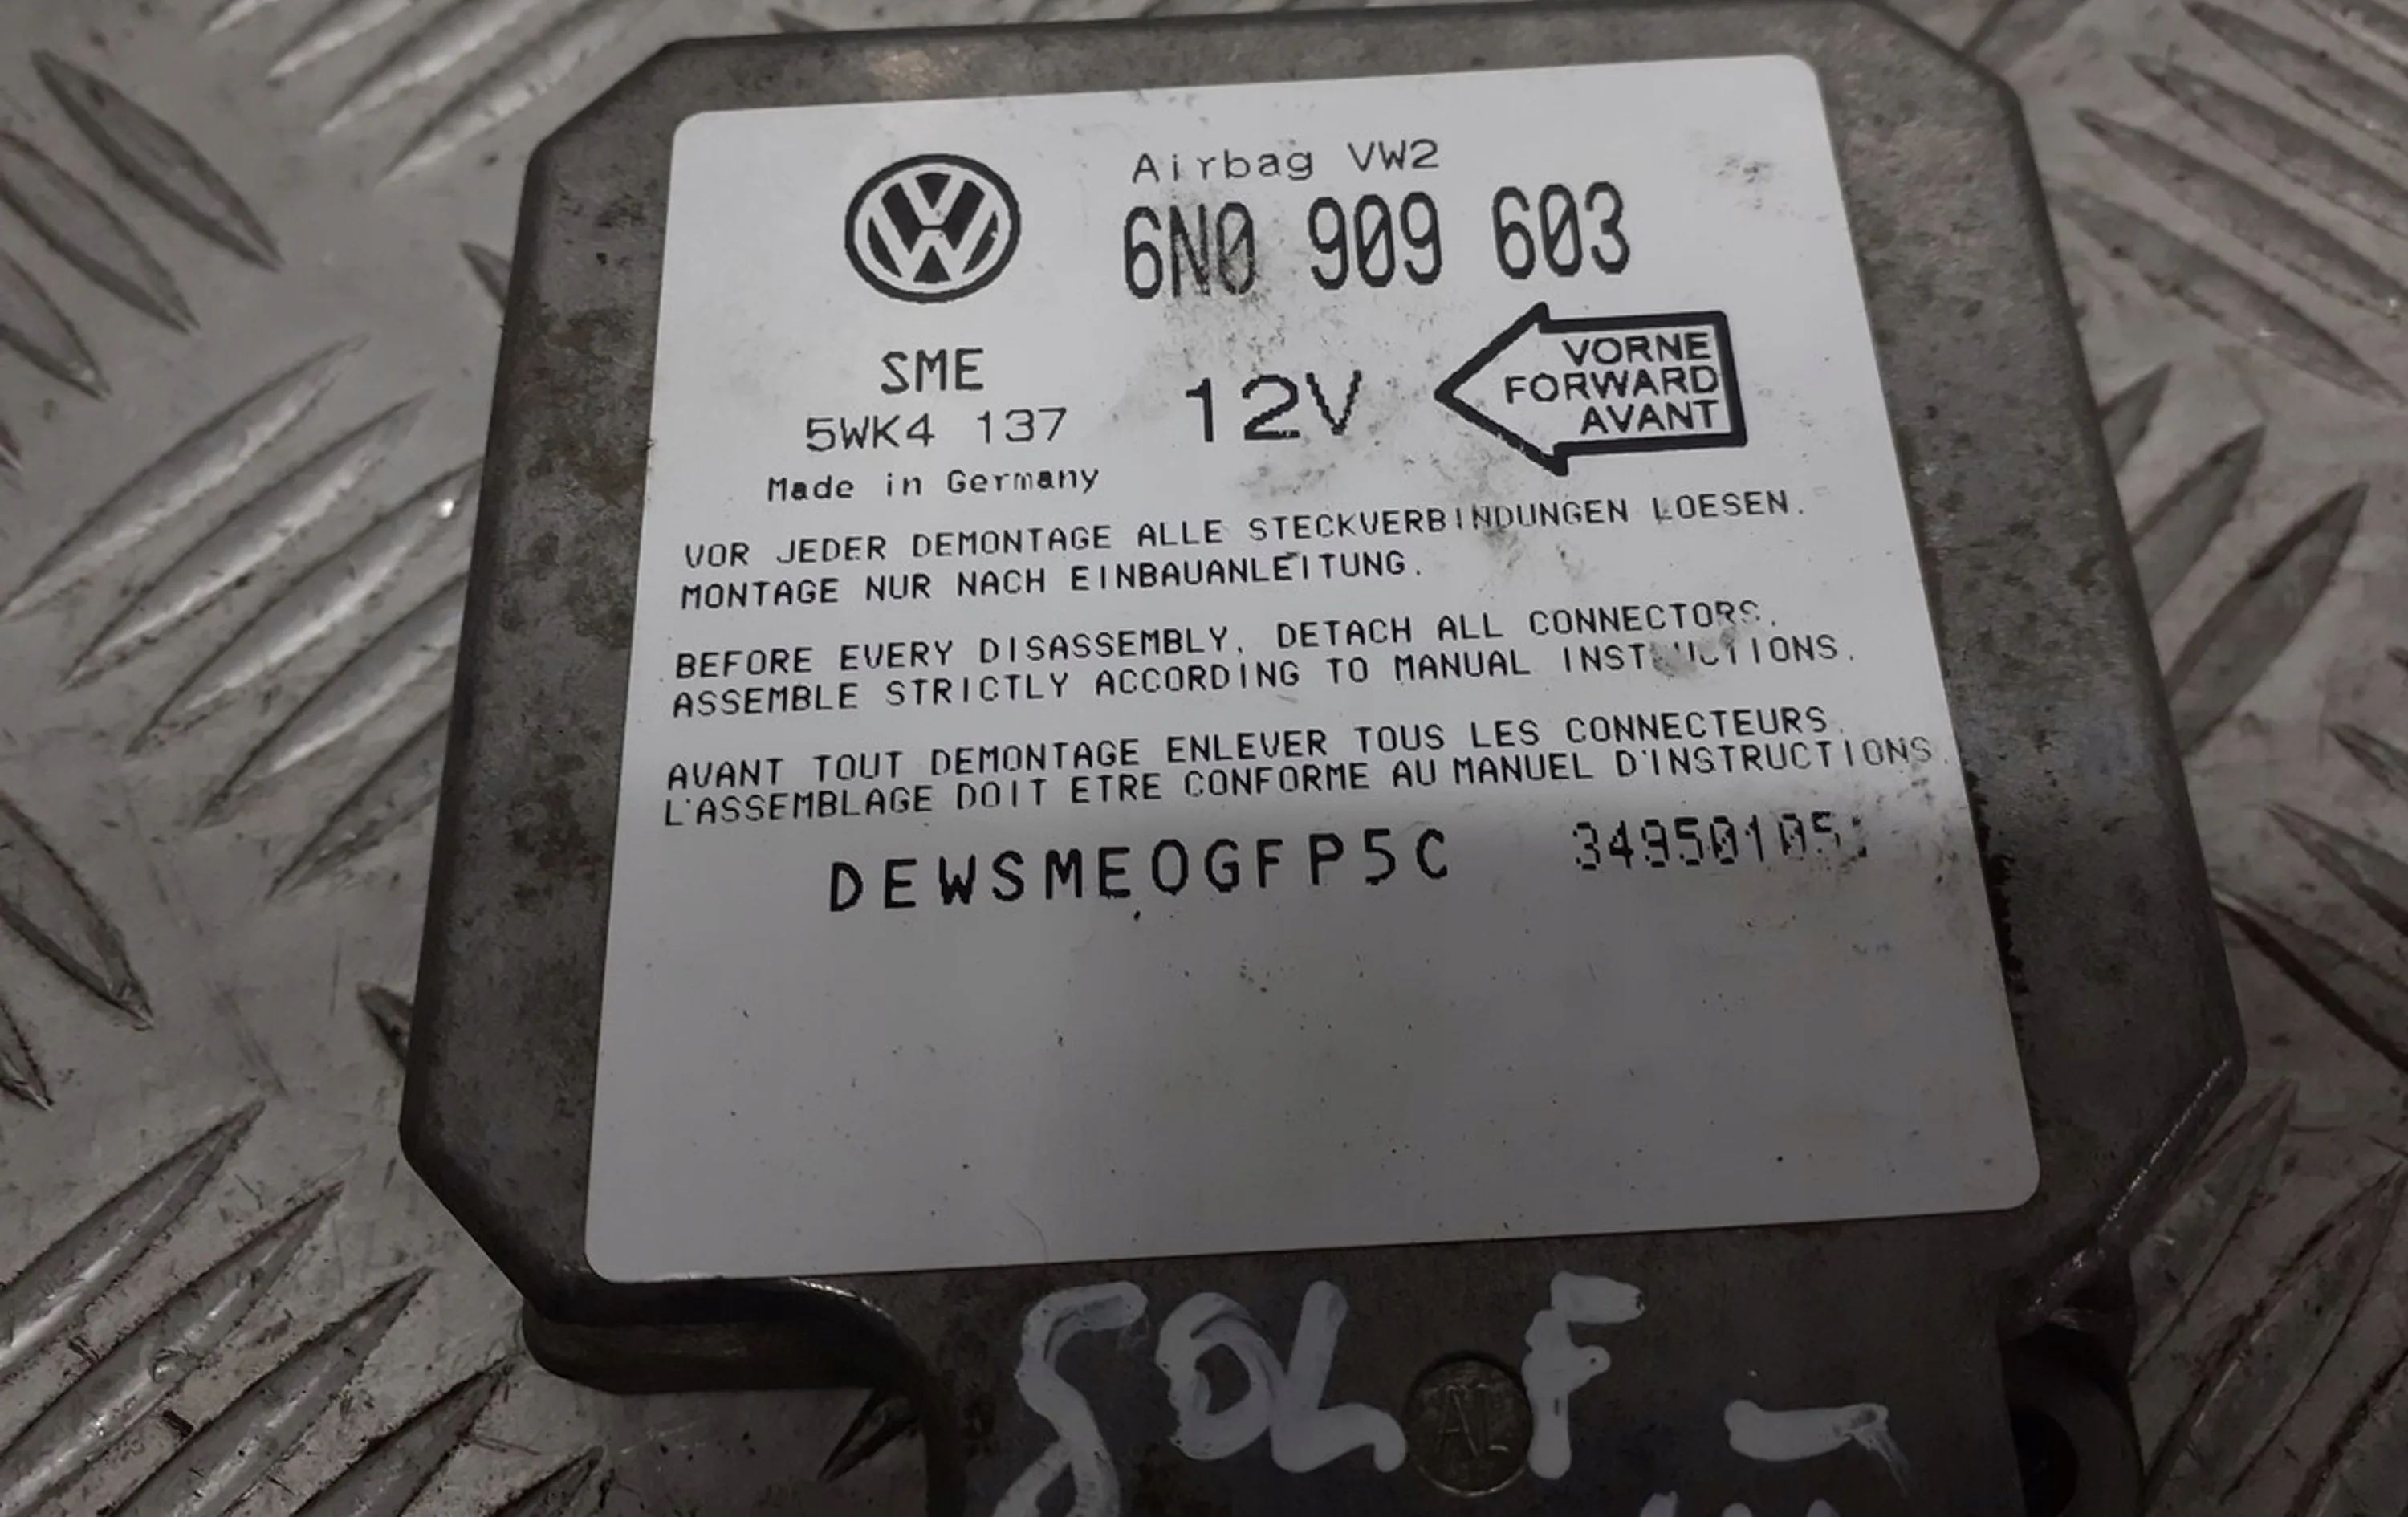 Airbag VW2
6N0 909 603
SME
5WK4 137
Made in Germany
12V
VORNE
FORWARD
AVANT
VOR JEDER DEMONTAGE ALLE STECKVERBINDUNGEN LOESEN.
MONTAGE NUR NACH EINBAUANLEITUNG.
BEFORE EVERY DISASSEMBLY, DETACH ALL CONNECTORS.
ASSEMBLE STRICTLY ACCORDING TO MANUAL INSTRUCTIONS.
AVANT TOUT DEMONTAGE ENLEVER TOUS LES CONNECTEURS.
L'ASSEMBLAGE DOIT ETRE CONFORME AU MANUEL D'INSTRUCTIONS.
DEWSMEOGFP5C
GOLF -